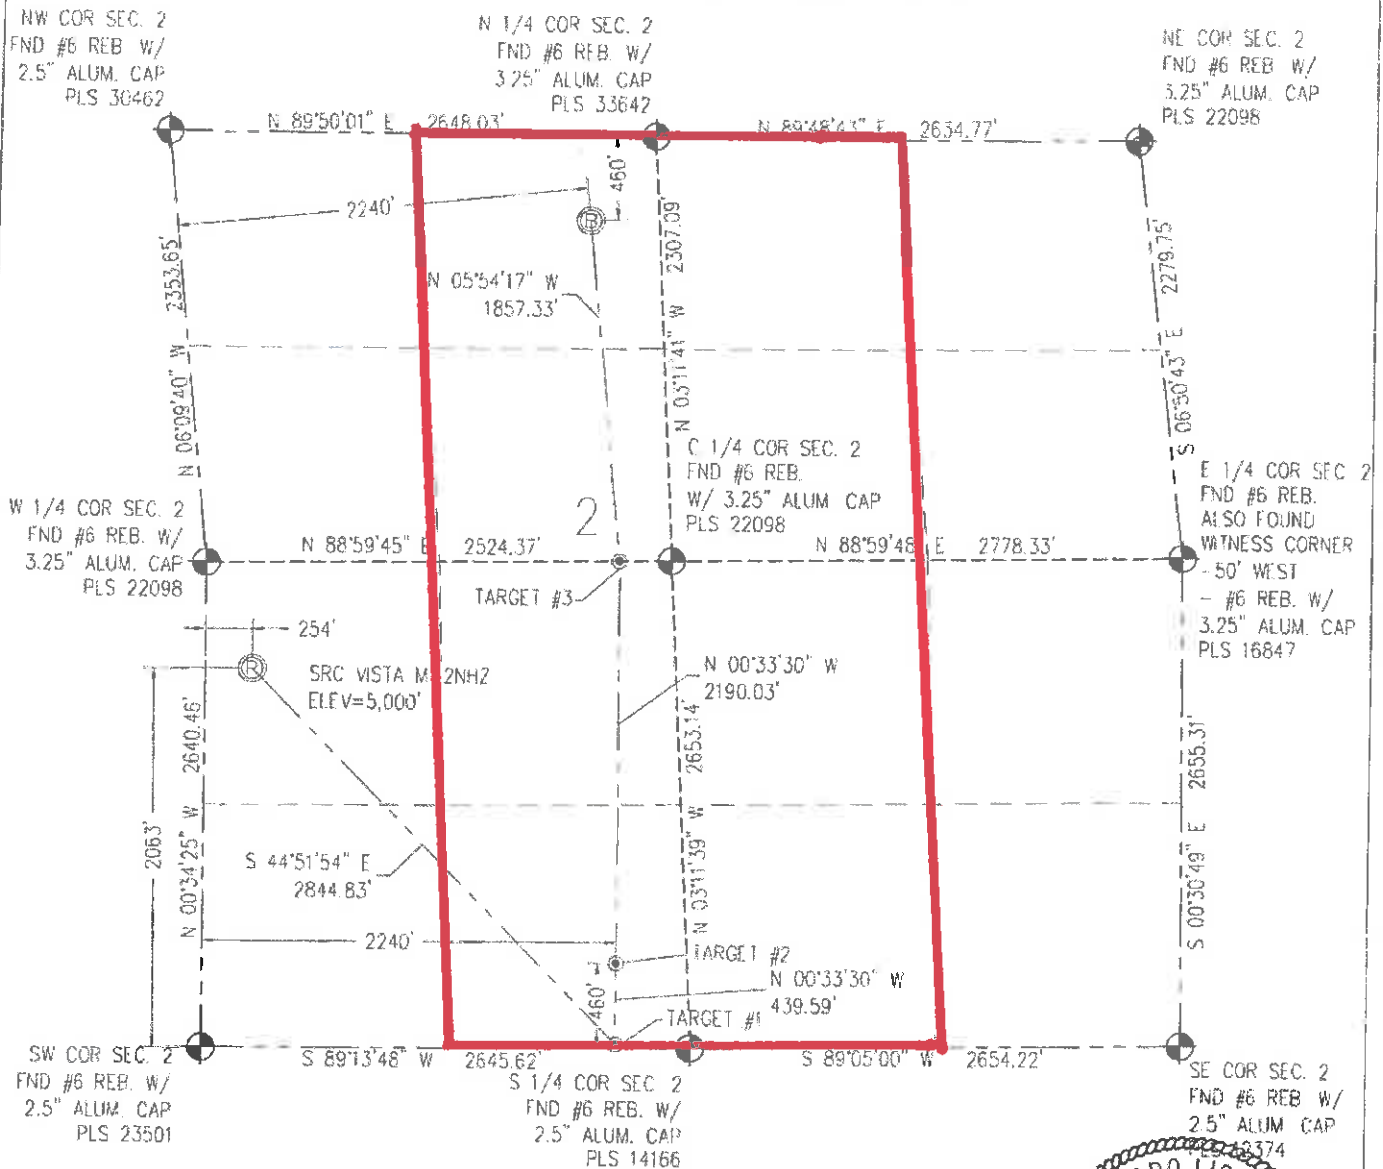 NW COR SEC. 2
FND #6 REB W/
2.5" ALUM. CAP
PLS 30462
N 1/4 COR SEC. 2
FND #6 REB. W/
3.25" ALUM. CAP
PLS 33642
NE COR SEC. 2
FND #6 REB W/
3.25" ALUM. CAP
PLS 22098
N 89°50'01" E 2648.03'
N 89°48'43" E 2634.77'
460'
2240'
B
2353.65'
N 06°09'40" W
2307.09'
N 03°11'41" W
2279.75'
S 06°50'43" E
N 05°54'17" W
1857.33'
C 1/4 COR SEC. 2
FND #6 REB.
W/ 3.25" ALUM CAP
PLS 22098
E 1/4 COR SEC 2
FND #6 REB.
ALSO FOUND
WITNESS CORNER
- 50' WEST
- #6 REB. W/
3.25" ALUM. CAP
PLS 16847
W 1/4 COR SEC. 2
FND #6 REB. W/
3.25" ALUM. CAP
PLS 22098
2
N 88°59'45" E 2524.37'
N 88°59'48" E 2778.33'
TARGET #3
254'
R
SRC VISTA M 2NHZ
ELEV=5,000'
N 00°33'30" W
2190.03'
2640.46'
N 00°34'25" W
2653.14'
N 03°11'39" W
2655.31'
S 00°30'49" E
2063'
S 44°51'54" E
2844.83'
2240'
TARGET #2
N 00°33'30" W
439.59'
460'
TARGET #1
S 89°13'48" W 2645.62'
S 89°05'00" W 2654.22'
SW COR SEC. 2
FND #6 REB. W/
2.5" ALUM. CAP
PLS 23501
S 1/4 COR SEC. 2
FND #6 REB. W/
2.5" ALUM. CAP
PLS 14166
SE COR SEC. 2
FND #6 REB W/
2.5" ALUM CAP